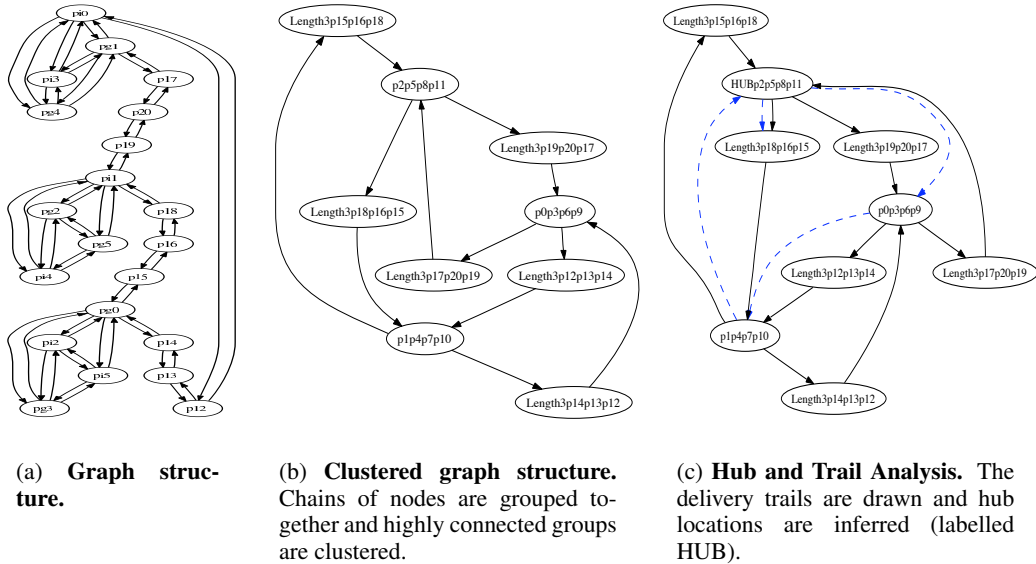 pi0
pg1
pi3
p17
pg4
p20
p19
pi1
pg2
p18
pg5
p16
pi4
p15
pg0
pi2
p14
pi5
p13
pg3
p12
(a) Graph struc-
ture.
Length3p15p16p18
p2p5p8p11
Length3p19p20p17
Length3p18p16p15
p0p3p6p9
Length3p17p20p19
Length3p12p13p14
p1p4p7p10
Length3p14p13p12
(b) Clustered graph structure.
Chains of nodes are grouped to-
gether and highly connected groups
are clustered.
Length3p15p16p18
HUBp2p5p8p11
Length3p18p16p15
Length3p19p20p17
p0p3p6p9
Length3p12p13p14
Length3p17p20p19
p1p4p7p10
Length3p14p13p12
(c) Hub and Trail Analysis. The
delivery trails are drawn and hub
locations are inferred (labelled
HUB).